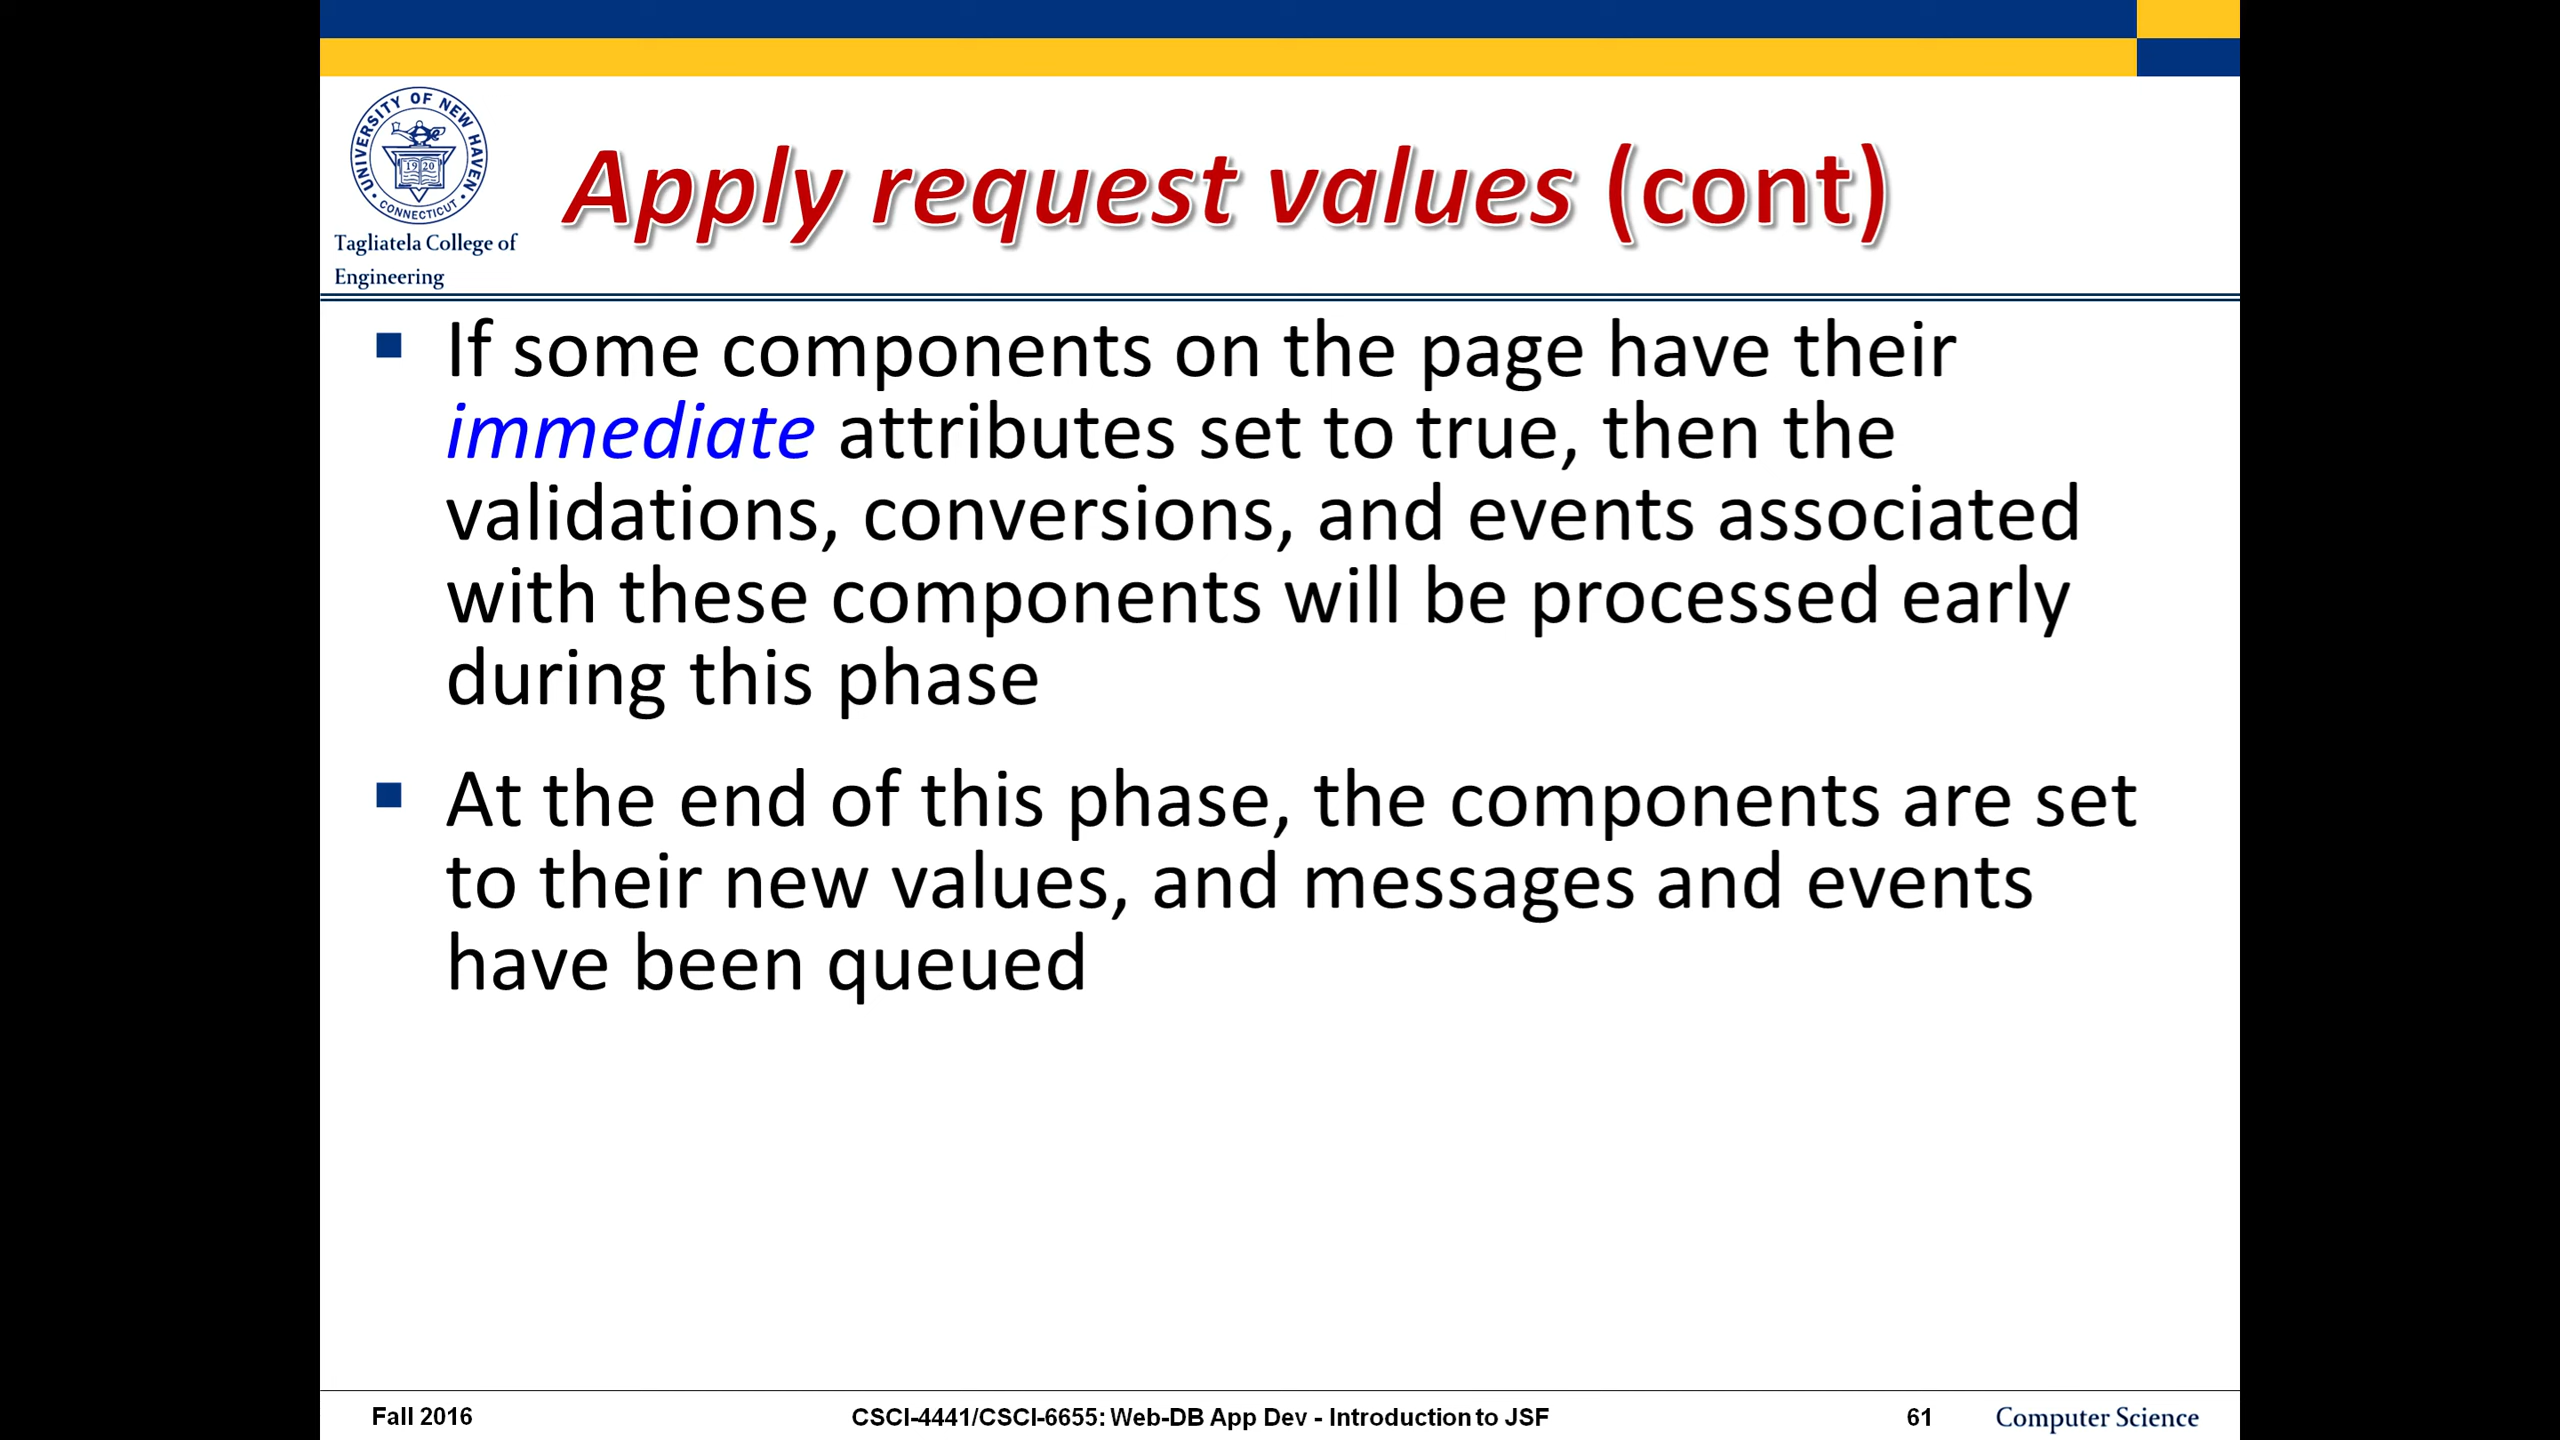 UNIVERSITY OF NEW HAVEN
1920
CONNECTICUT
Tagliatela College of
Engineering
Apply request values (cont)
If some components on the page have their
immediate attributes set to true, then the
validations, conversions, and events associated
with these components will be processed early
during this phase
At the end of this phase, the components are set
to their new values, and messages and events
have been queued
Fall 2016
CSCI-4441/CSCI-6655: Web-DB App Dev - Introduction to JSF
61
Computer Science